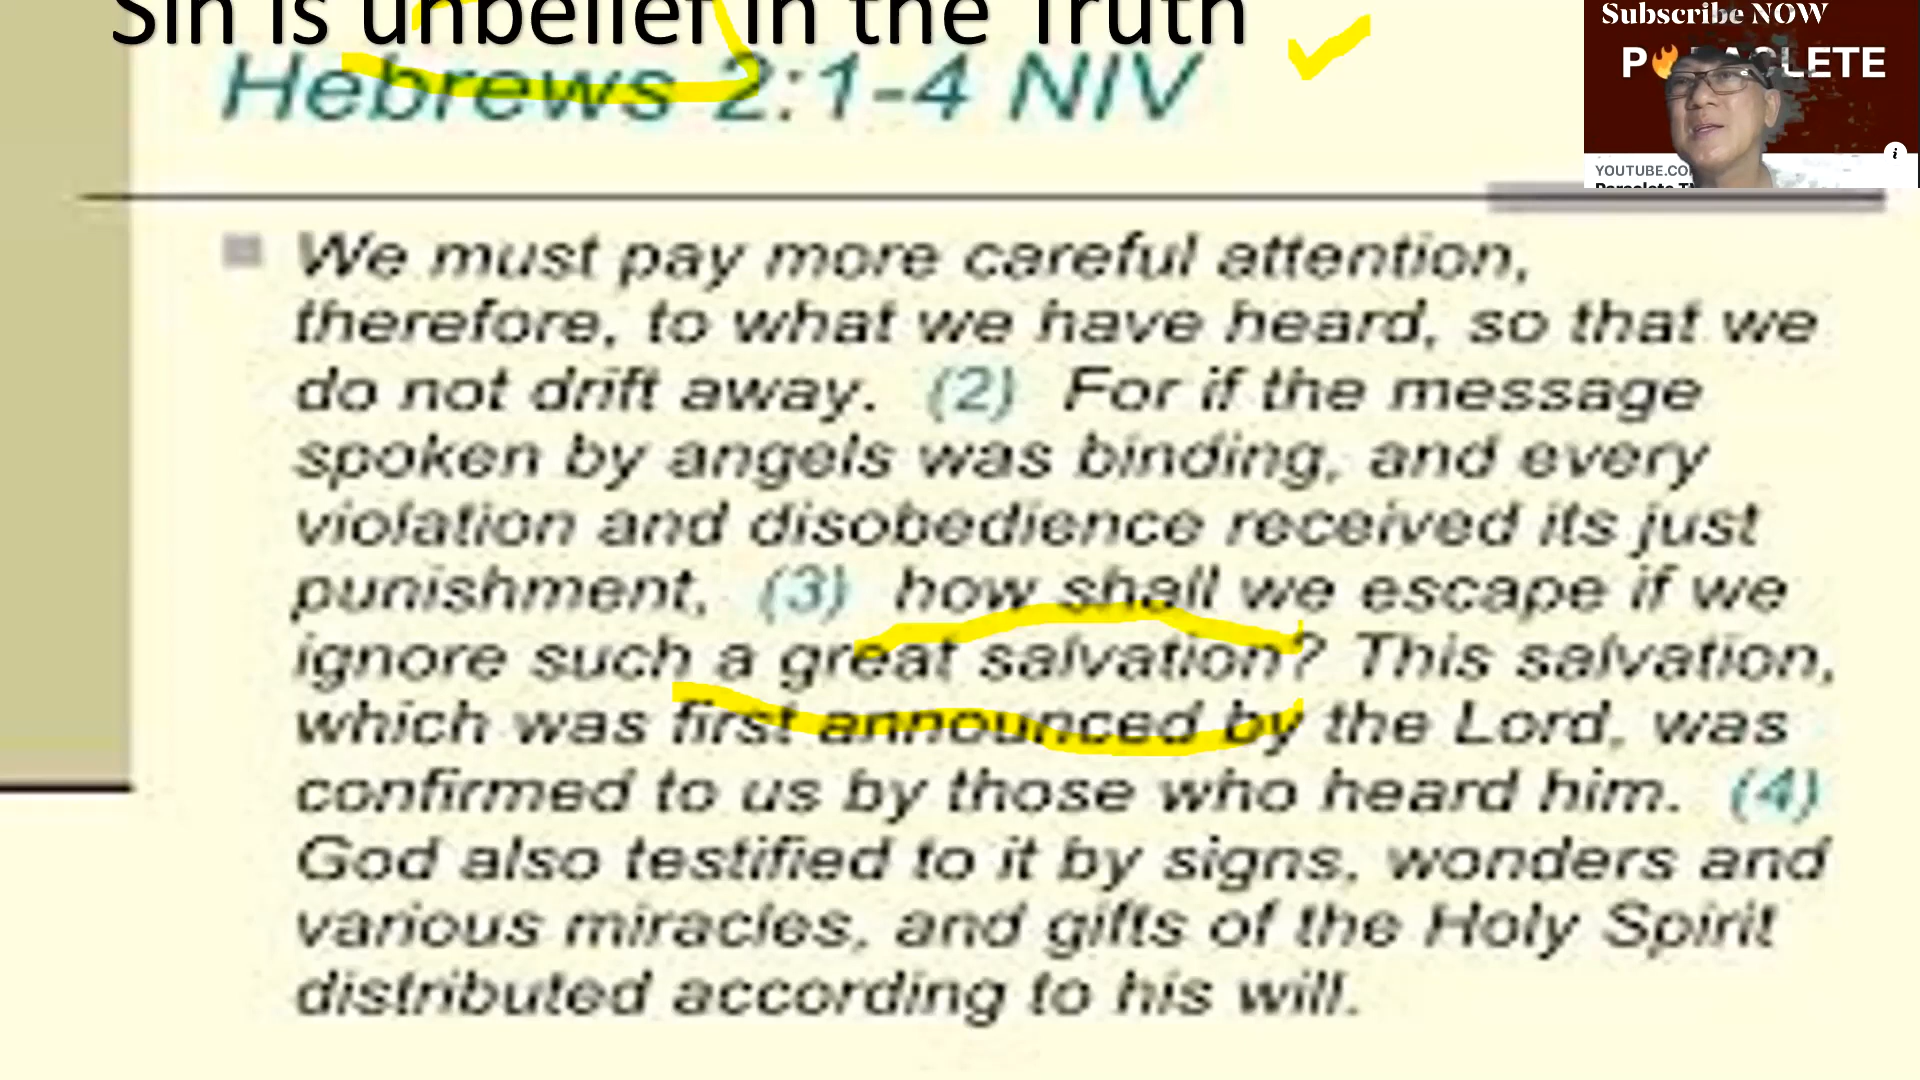 Sin is unbelief in the Truth
Subscribe NOW
P🔥RACLETE
Hebrews 2:1-4 NIV
YOUTUBE.CO
We must pay more careful attention,
therefore, to what we have heard, so that we
do not drift away. (2) For if the message
spoken by angels was binding, and every
violation and disobedience received its just
punishment, (3) how shall we escape if we
ignore such a great salvation? This salvation,
which was first announced by the Lord, was
confirmed to us by those who heard him. (4)
God also testified to it by signs, wonders and
various miracles, and gifts of the Holy Spirit
distributed according to his will.